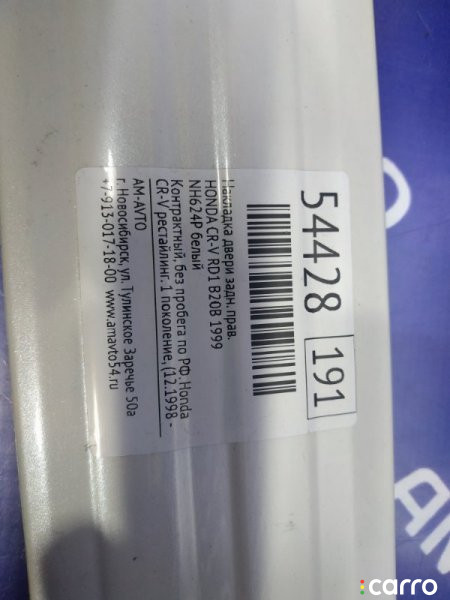 54428 191
Накладка двери задн. прав.
HONDA CR-V RD1 B20B 1999
NH624P белый
Контрактный, без пробега по РФ. Honda
CR-V рестайлинг. 1 поколение, (12.1998 -
AM-AVTO
г. Новосибирск, ул. Тулинское Заречье 50а
+7-913-017-18-00 www.amavto54.ru
AM
carro